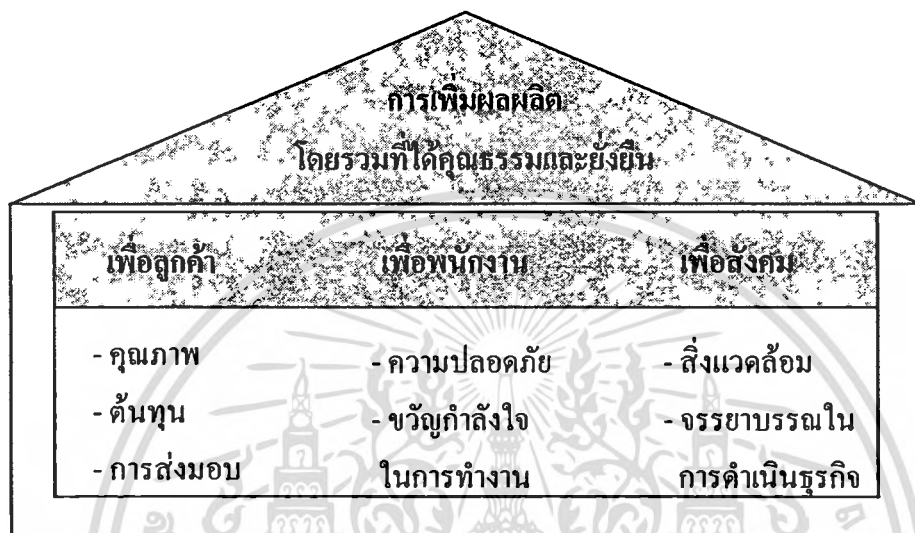 การเพิ่มผลผลิต
โดยรวมที่ได้คุณธรรมและยั่งยืน
เพื่อลูกค้า
เพื่อพนักงาน
เพื่อสังคม
- คุณภาพ
- ต้นทุน
- การส่งมอบ
- ความปลอดภัย
- ขวัญกำลังใจ
ในการทำงาน
- สิ่งแวดล้อม
- จรรยาบรรณใน
การดำเนินธุรกิจ